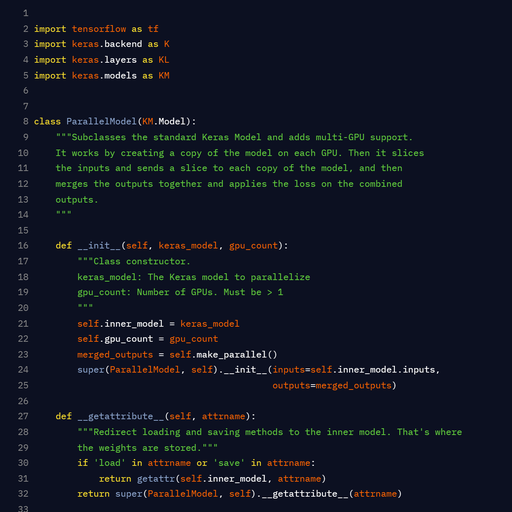 1
2 import tensorflow as tf
3 import keras.backend as K
4 import keras.layers as KL
5 import keras.models as KM
6
7
8 class ParallelModel(KM.Model):
9     """Subclasses the standard Keras Model and adds multi-GPU support.
10     It works by creating a copy of the model on each GPU. Then it slices
11     the inputs and sends a slice to each copy of the model, and then
12     merges the outputs together and applies the loss on the combined
13     outputs.
14     """
15
16     def __init__(self, keras_model, gpu_count):
17         """Class constructor.
18         keras_model: The Keras model to parallelize
19         gpu_count: Number of GPUs. Must be > 1
20         """
21         self.inner_model = keras_model
22         self.gpu_count = gpu_count
23         merged_outputs = self.make_parallel()
24         super(ParallelModel, self).__init__(inputs=self.inner_model.inputs,
25                                             outputs=merged_outputs)
26
27     def __getattribute__(self, attrname):
28         """Redirect loading and saving methods to the inner model. That's where
29         the weights are stored."""
30         if 'load' in attrname or 'save' in attrname:
31             return getattr(self.inner_model, attrname)
32         return super(ParallelModel, self).__getattribute__(attrname)
33